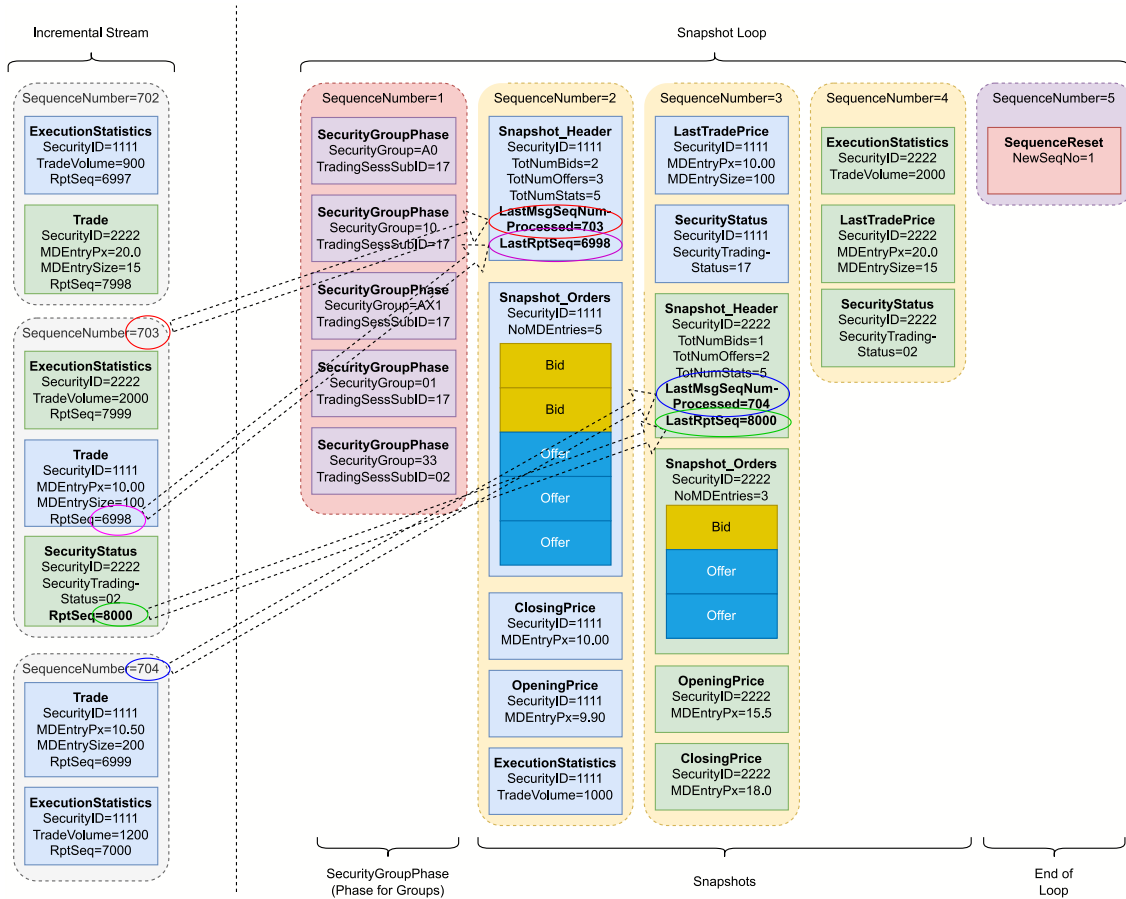 Incremental Stream
SequenceNumber=702
ExecutionStatistics
SecurityID=1111
TradeVolume=900
RptSeq=6997
Trade
SecurityID=2222
MDEntryPx=20.0
MDEntrySize=15
RptSeq=7998
SequenceNumber=703
ExecutionStatistics
SecurityID=2222
TradeVolume=2000
RptSeq=7999
Trade
SecurityID=1111
MDEntryPx=10.00
MDEntrySize=100
RptSeq=6998
SecurityStatus
SecurityID=2222
SecurityTrading-
Status=02
RptSeq=8000
SequenceNumber=704
Trade
SecurityID=1111
MDEntryPx=10.50
MDEntrySize=200
RptSeq=6999
ExecutionStatistics
SecurityID=1111
TradeVolume=1200
RptSeq=7000
Snapshot Loop
SequenceNumber=1
SecurityGroupPhase
SecurityGroup=A0
TradingSessSubID=17
SecurityGroupPhase
SecurityGroup=10
TradingSessSubID=17
SecurityGroupPhase
SecurityGroup=AX1
TradingSessSubID=17
SecurityGroupPhase
SecurityGroup=01
TradingSessSubID=17
SecurityGroupPhase
SecurityGroup=33
TradingSessSubID=02
SequenceNumber=2
Snapshot_Header
SecurityID=1111
TotNumBids=2
TotNumOffers=3
TotNumStats=5
LastMsgSeqNum-
Processed=703
LastRptSeq=6998
Snapshot_Orders
SecurityID=1111
NoMDEntries=5
Bid
Bid
Offer
Offer
Offer
ClosingPrice
SecurityID=1111
MDEntryPx=10.00
OpeningPrice
SecurityID=1111
MDEntryPx=9.90
ExecutionStatistics
SecurityID=1111
TradeVolume=1000
SequenceNumber=3
LastTradePrice
SecurityID=1111
MDEntryPx=10.00
MDEntrySize=100
SecurityStatus
SecurityID=1111
SecurityTrading-
Status=17
Snapshot_Header
SecurityID=2222
TotNumBids=1
TotNumOffers=2
TotNumStats=5
LastMsgSeqNum-
Processed=704
LastRptSeq=8000
Snapshot_Orders
SecurityID=2222
NoMDEntries=3
Bid
Offer
Offer
OpeningPrice
SecurityID=2222
MDEntryPx=15.5
ClosingPrice
SecurityID=2222
MDEntryPx=18.0
SequenceNumber=4
ExecutionStatistics
SecurityID=2222
TradeVolume=2000
LastTradePrice
SecurityID=2222
MDEntryPx=20.0
MDEntrySize=15
SecurityStatus
SecurityID=2222
SecurityTrading-
Status=02
SequenceNumber=5
SequenceReset
NewSeqNo=1
SecurityGroupPhase
(Phase for Groups)
Snapshots
End of
Loop